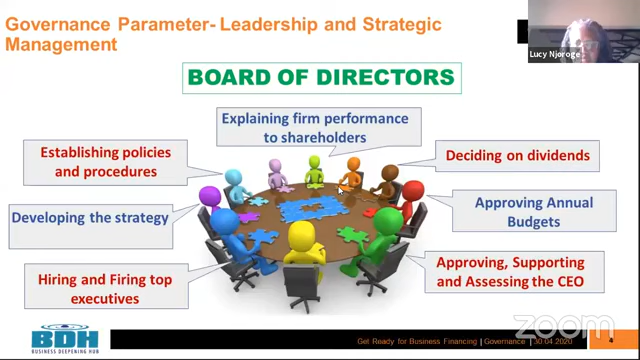 Governance Parameter- Leadership and Strategic
Management
Lucy Njoroge
BOARD OF DIRECTORS
Explaining firm performance
to shareholders
Establishing policies
and procedures
Deciding on dividends
Developing the strategy
Approving Annual
Budgets
Hiring and Firing top
executives
Approving, Supporting
and Assessing the CEO
BDH
BUSINESS DEEPENING HUB
Get Ready for Business Financing | Governance | 30.04.2020
4
zoom